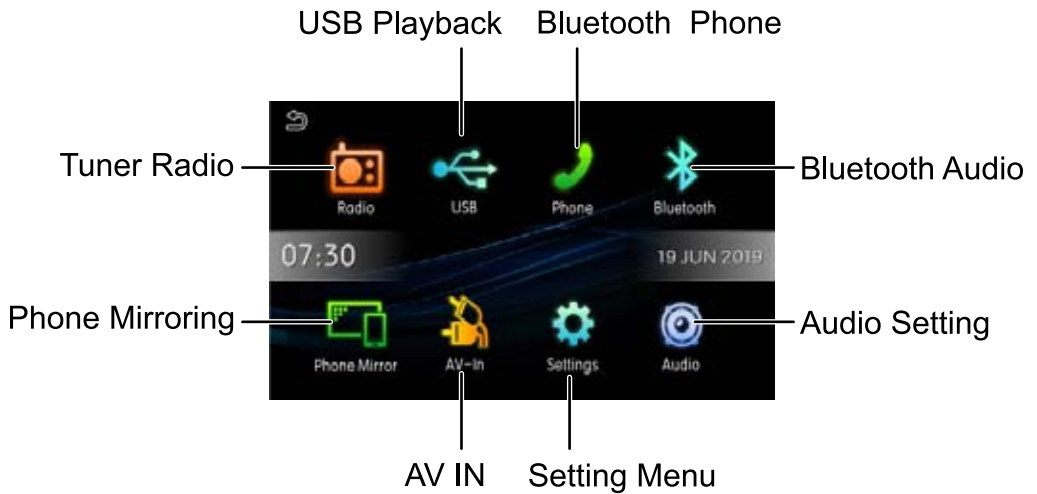 USB Playback
Bluetooth Phone
Tuner Radio
Bluetooth Audio
Radio
USB
Phone
Bluetooth
07:30
19 JUN 2019
Phone Mirroring
Audio Setting
Phone Mirror
AV-In
Settings
Audio
AV IN
Setting Menu